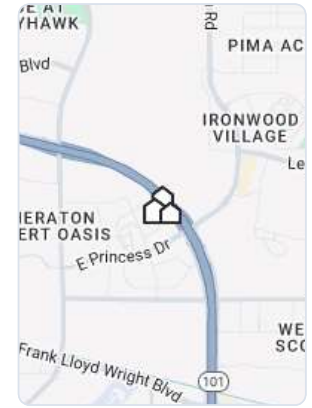 YHAWK
Rd
PIMA AC
Blvd
IRONWOOD
VILLAGE
Le
IERATON
ERT OASIS
E Princess Dr
WE
SCO
Frank Lloyd Wright Blvd
101